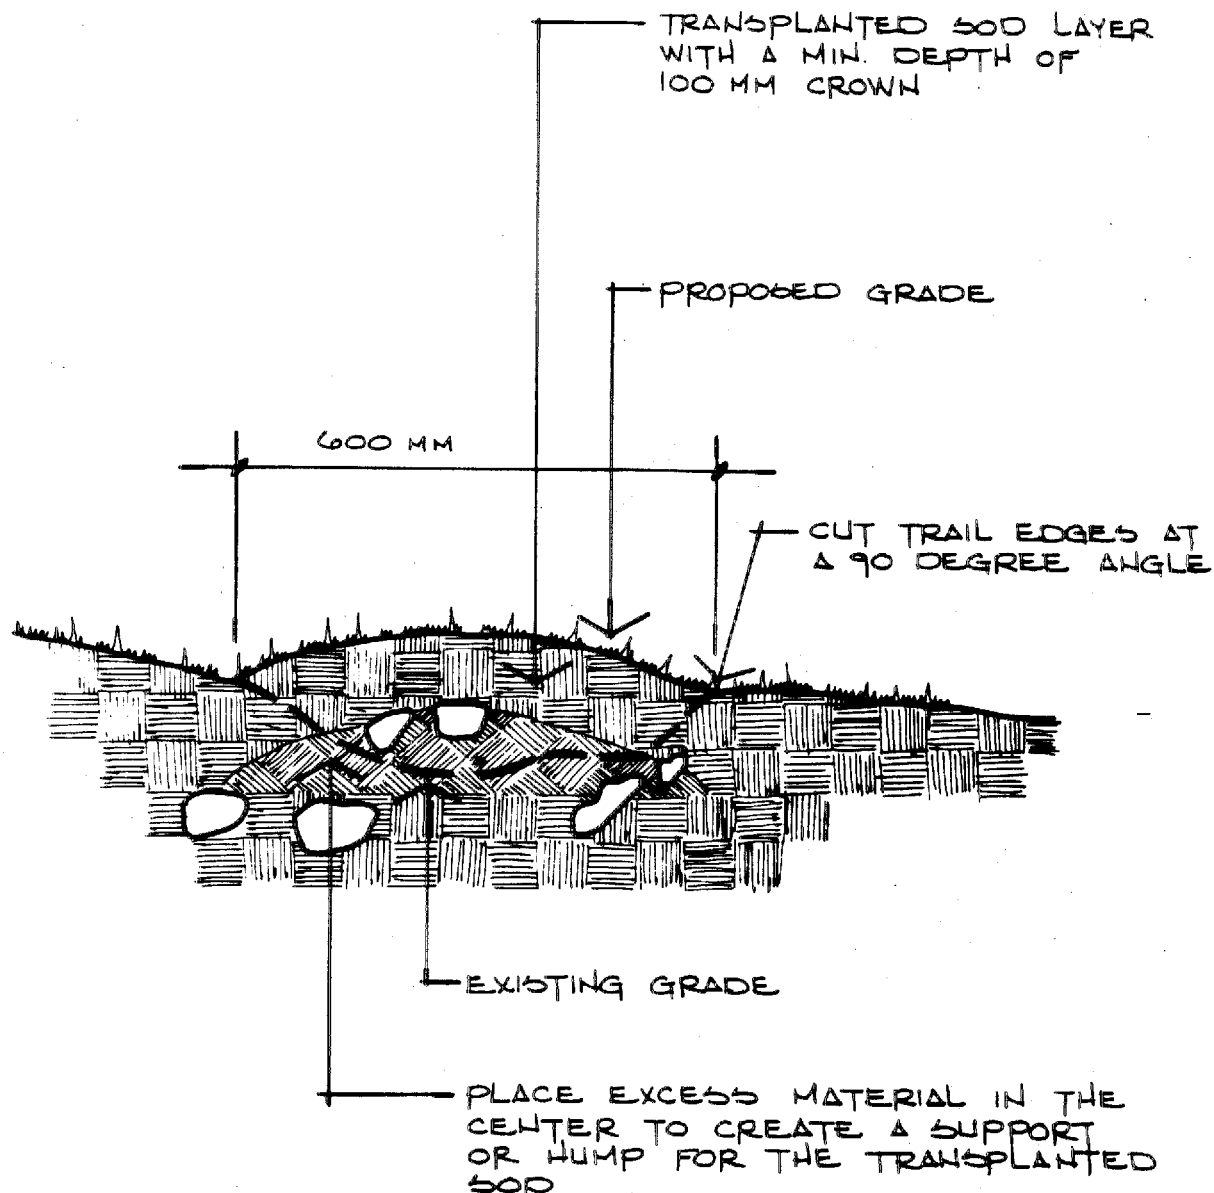 TRANSPLANTED SOD LAYER
WITH A MIN. DEPTH OF
100 MM CROWN
PROPOSED GRADE
600 MM
CUT TRAIL EDGES AT
A 90 DEGREE ANGLE
EXISTING GRADE
PLACE EXCESS MATERIAL IN THE
CENTER TO CREATE A SUPPORT
OR HUMP FOR THE TRANSPLANTED
SOD